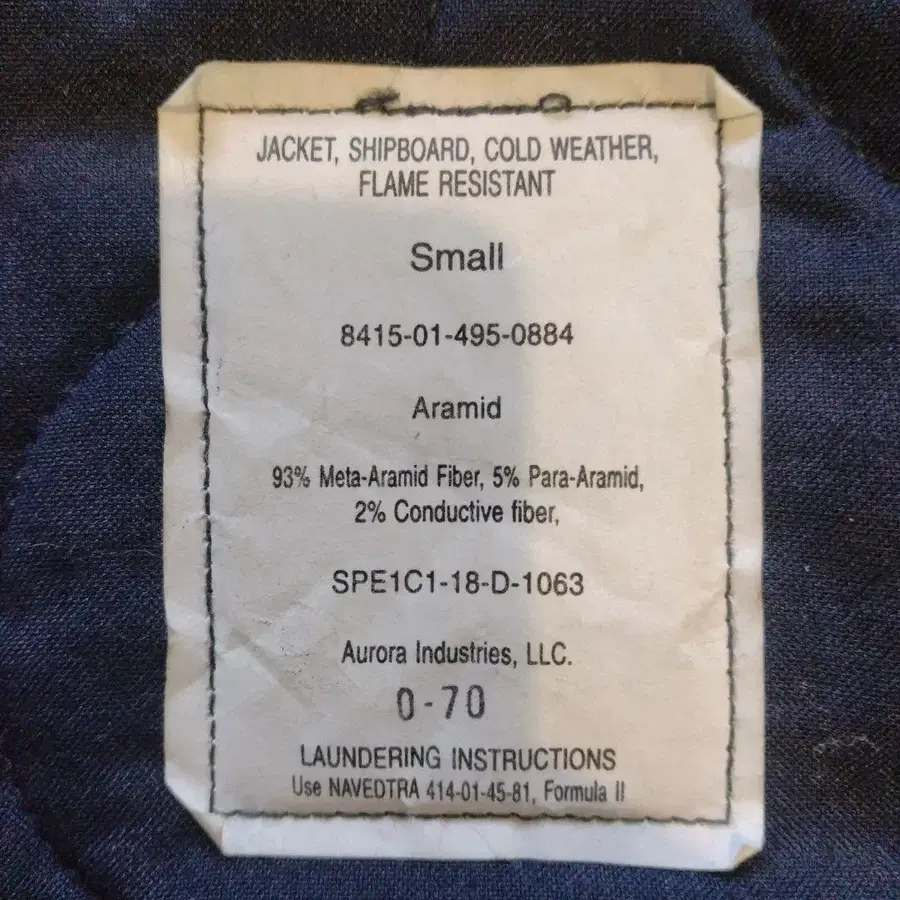 JACKET, SHIPBOARD, COLD WEATHER,
FLAME RESISTANT
Small
8415-01-495-0884
Aramid
93% Meta-Aramid Fiber, 5% Para-Aramid,
2% Conductive fiber,
SPE1C1-18-D-1063
Aurora Industries, LLC.
0-70
LAUNDERING INSTRUCTIONS
Use NAVEDTRA 414-01-45-81, Formula II